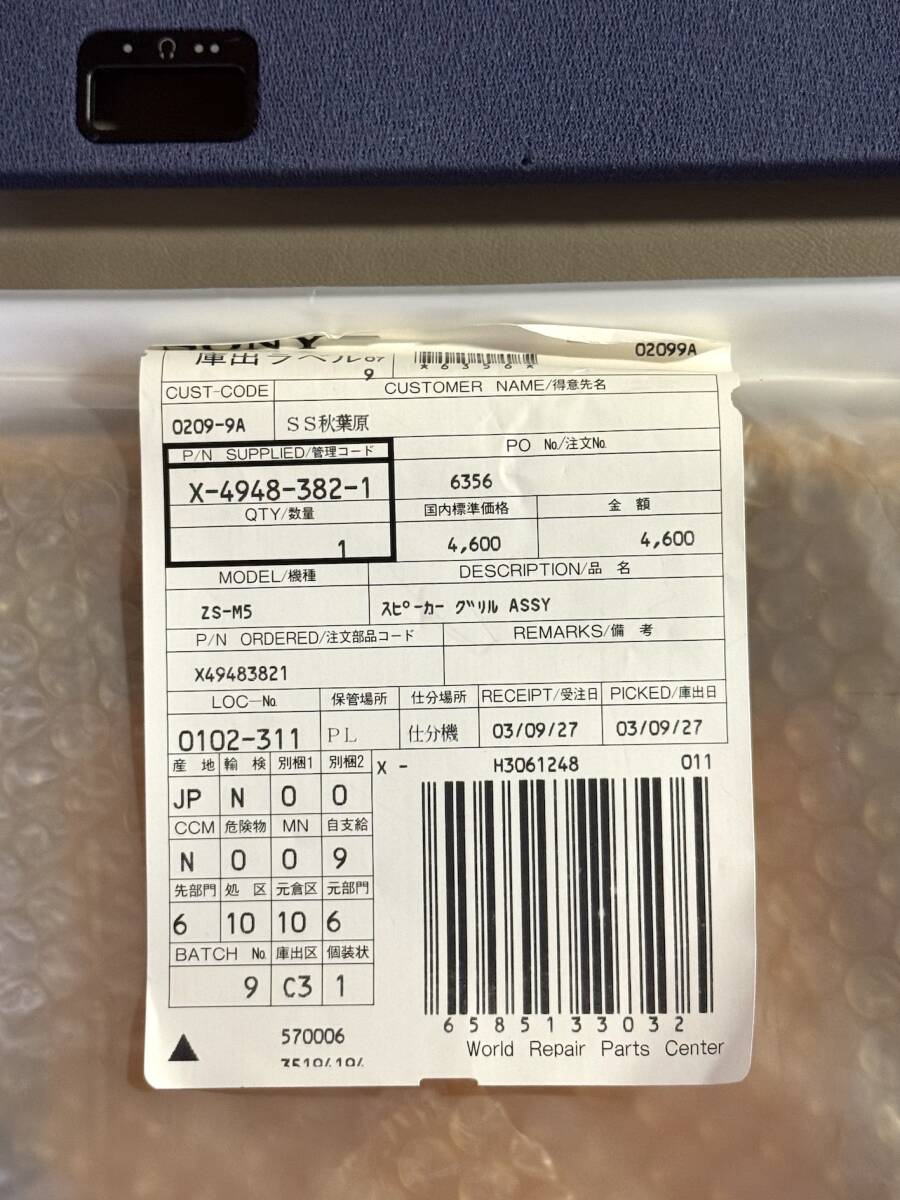 SONY
02099A
庫出ラベル 07
9
*6356*
CUST-CODE
CUSTOMER NAME/得意先名
0209-9A
SS秋葉原
P/N SUPPLIED/管理コード
PO No./注文No.
X-4948-382-1
6356
QTY/数量
国内標準価格
金 額
1
4,600
4,600
MODEL/機種
DESCRIPTION/品 名
ZS-M5
スピーカー グリル ASSY
P/N ORDERED/注文部品コード
REMARKS/備 考
X49483821
LOC-No.
保管場所
仕分場所
RECEIPT/受注日
PICKED/庫出日
0102-311
PL
仕分機
03/09/27
03/09/27
産 地 輸 検 別梱1 別梱2
X -
H3061248
011
JP N 0 0
CCM 危険物 MN 自支給
N 0 0 9
先部門 処 区 元倉区 元部門
6 10 10 6
BATCH No. 庫出区 個装状
9 C3 1
6585133032
World Repair Parts Center
▲
570006